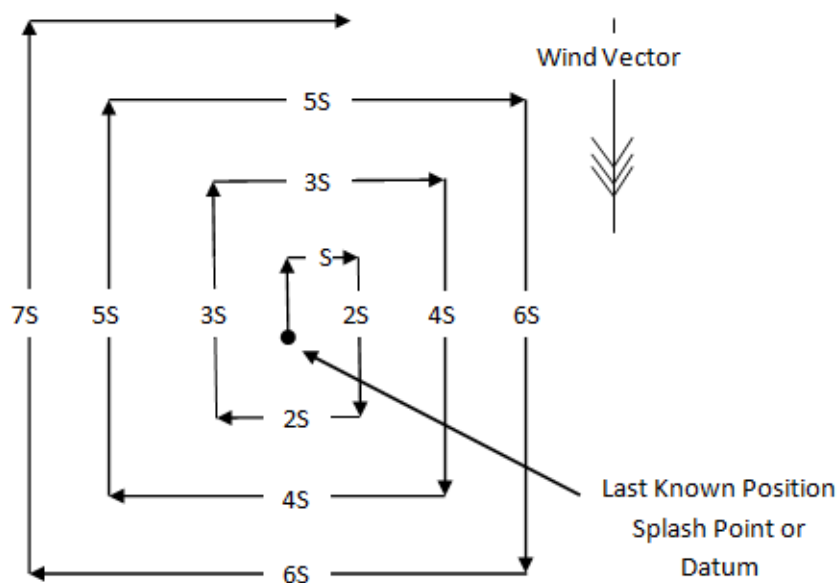 Wind Vector
5S
3S
S
7S 5S 3S 2S 4S 6S
2S
4S
6S
Last Known Position
Splash Point or
Datum